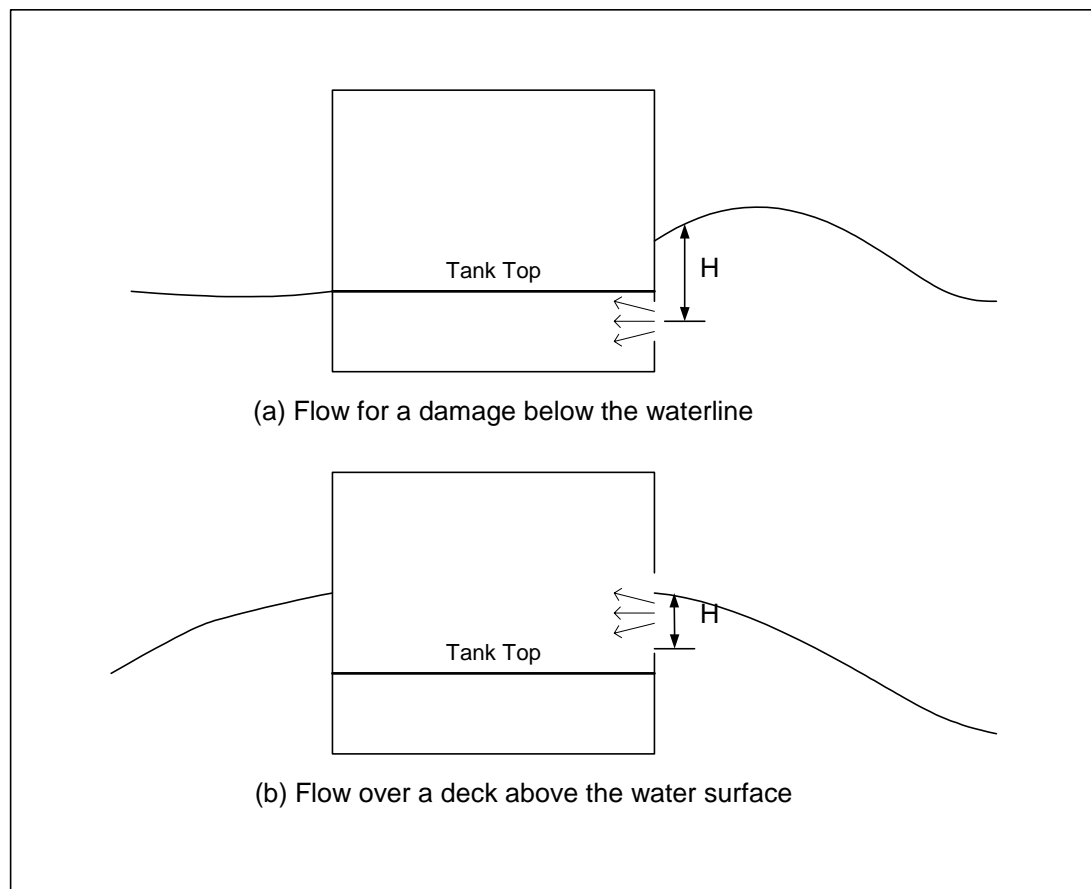 Tank Top
H
(a) Flow for a damage below the waterline
H
Tank Top
(b) Flow over a deck above the water surface